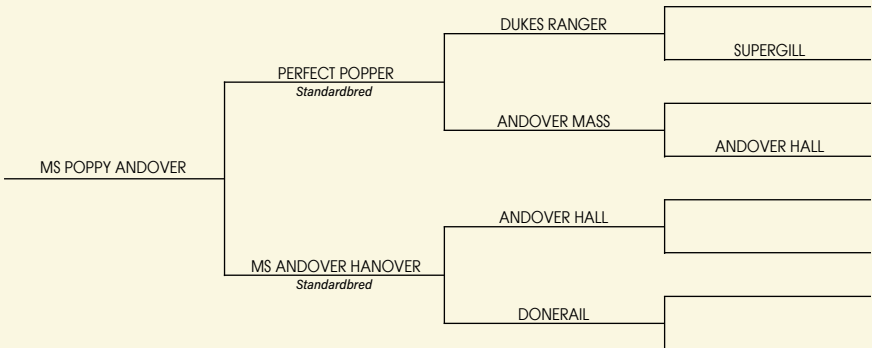 DUKES RANGER
SUPERGILL
PERFECT POPPER
Standardbred
ANDOVER MASS
ANDOVER HALL
MS POPPY ANDOVER
ANDOVER HALL
MS ANDOVER HANOVER
Standardbred
DONERAIL